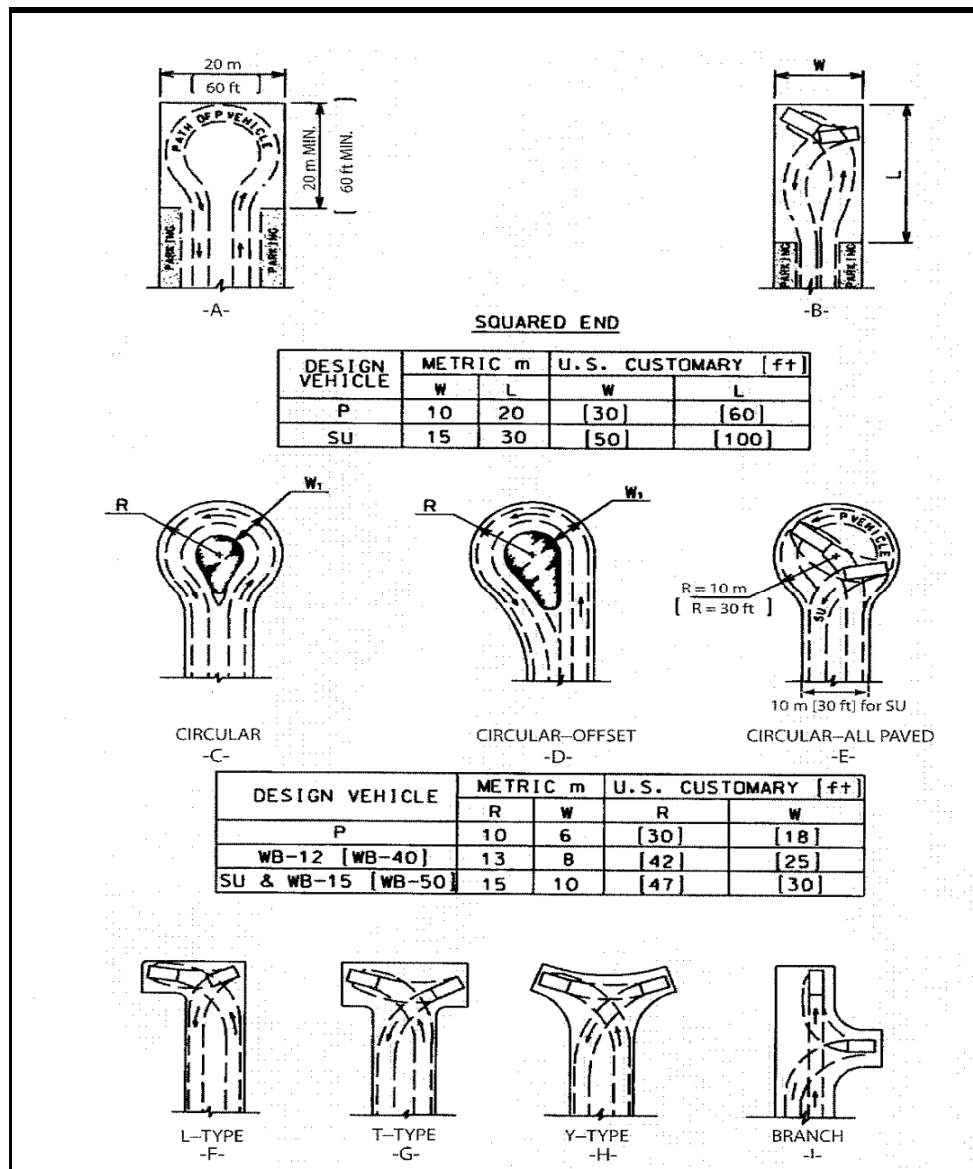 20 m
[ 60 ft ]
PATH OF P VEHICLE
20 m MIN.
[ 60 ft MIN. ]
PARKING
PARKING
-A-
W
L
PARKING
PARKING
-B-
SQUARED END
DESIGN VEHICLE METRIC m U.S. CUSTOMARY [ft]
W L W L
P 10 20 [30] [60]
SU 15 30 [50] [100]
R
W₁
R
W₁
P VEHICLE
R = 10 m
[ R = 30 ft ]
SU
10 m [30 ft] for SU
CIRCULAR
-C-
CIRCULAR–OFFSET
-D-
CIRCULAR–ALL PAVED
-E-
DESIGN VEHICLE METRIC m U.S. CUSTOMARY [ft]
R W R W
P 10 6 [30] [18]
WB-12 [WB-40] 13 8 [42] [25]
SU & WB-15 [WB-50] 15 10 [47] [30]
L–TYPE
-F-
T–TYPE
-G-
Y–TYPE
-H-
BRANCH
-I-